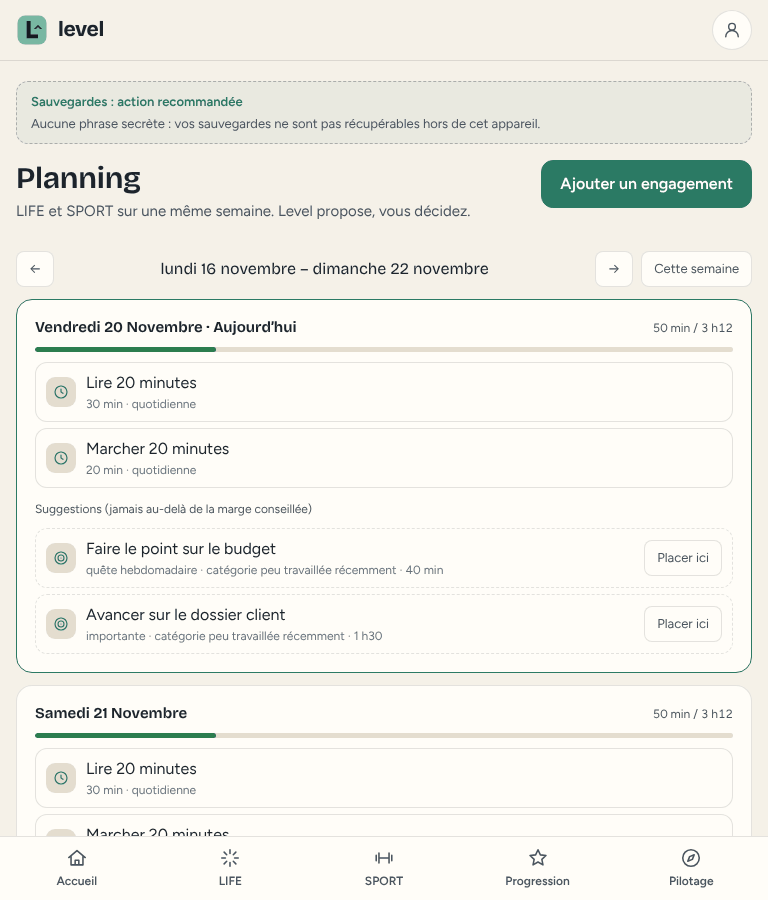 level
Sauvegardes : action recommandée
Aucune phrase secrète : vos sauvegardes ne sont pas récupérables hors de cet appareil.
Planning
LIFE et SPORT sur une même semaine. Level propose, vous décidez.
Ajouter un engagement
lundi 16 novembre – dimanche 22 novembre
Cette semaine
Vendredi 20 Novembre · Aujourd'hui
50 min / 3 h12
Lire 20 minutes
30 min · quotidienne
Marcher 20 minutes
20 min · quotidienne
Suggestions (jamais au-delà de la marge conseillée)
Faire le point sur le budget
quête hebdomadaire · catégorie peu travaillée récemment · 40 min
Placer ici
Avancer sur le dossier client
importante · catégorie peu travaillée récemment · 1 h30
Placer ici
Samedi 21 Novembre
50 min / 3 h12
Lire 20 minutes
30 min · quotidienne
Marcher 20 minutes
Accueil
LIFE
SPORT
Progression
Pilotage